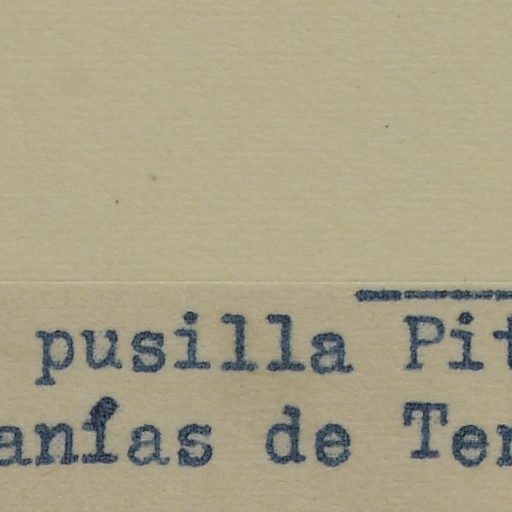 pusilla Pit
anías de Ter